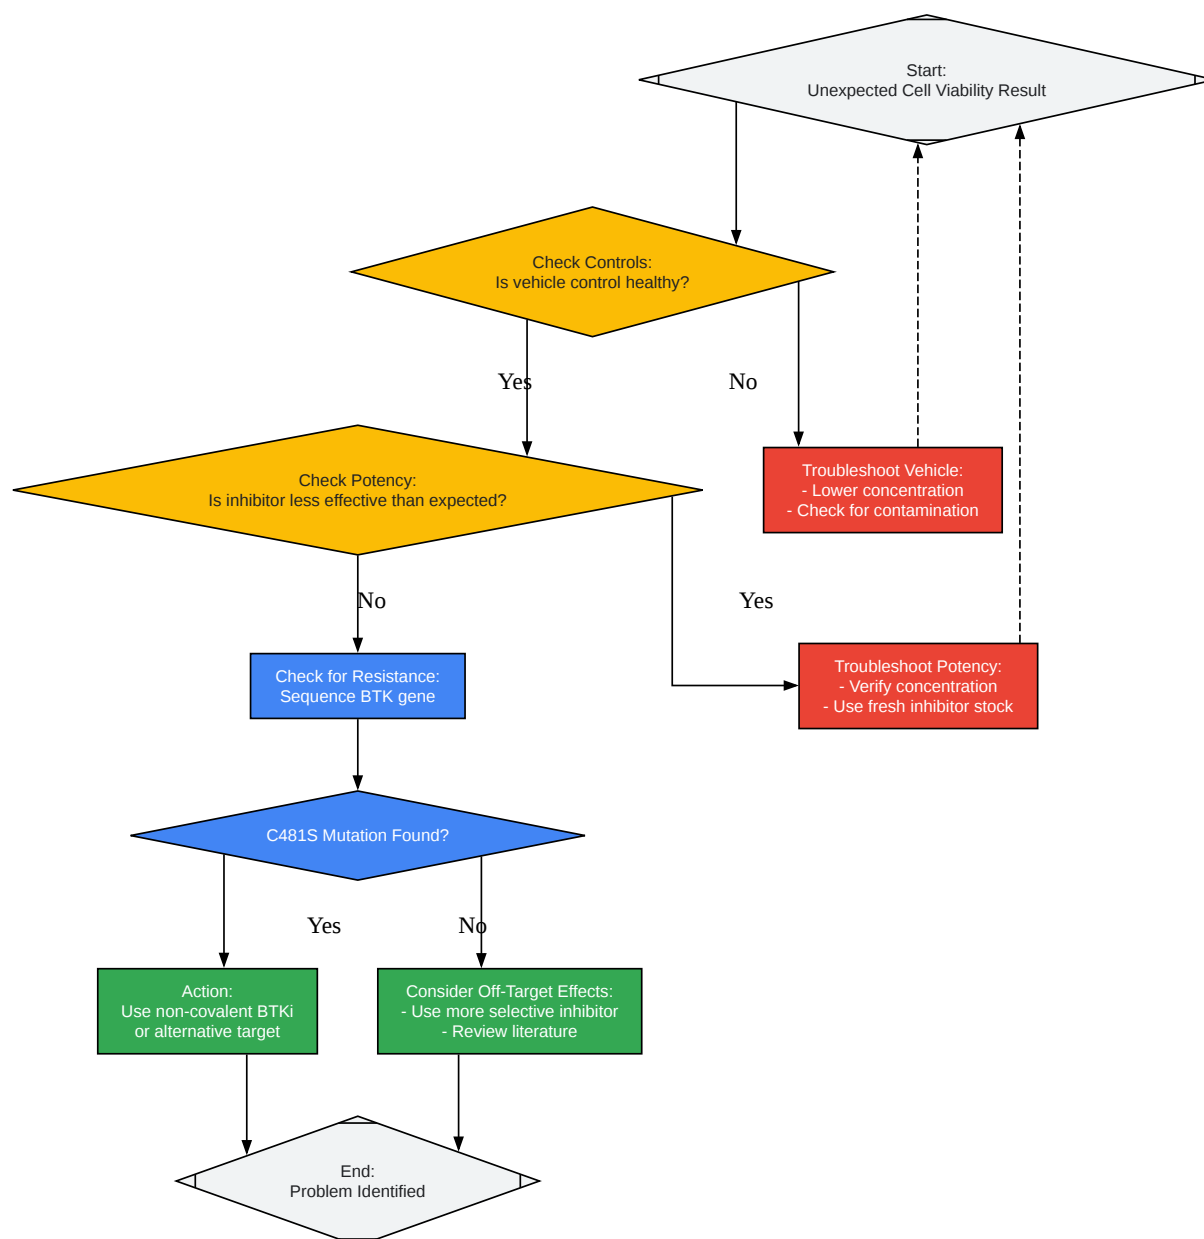 Start:
Unexpected Cell Viability Result
Check Controls:
Is vehicle control healthy?
Yes
No
Check Potency:
Is inhibitor less effective than expected?
Troubleshoot Vehicle:
- Lower concentration
- Check for contamination
No
Yes
Check for Resistance:
Sequence BTK gene
Troubleshoot Potency:
- Verify concentration
- Use fresh inhibitor stock
C481S Mutation Found?
Yes
No
Action:
Use non-covalent BTKi
or alternative target
Consider Off-Target Effects:
- Use more selective inhibitor
- Review literature
End:
Problem Identified